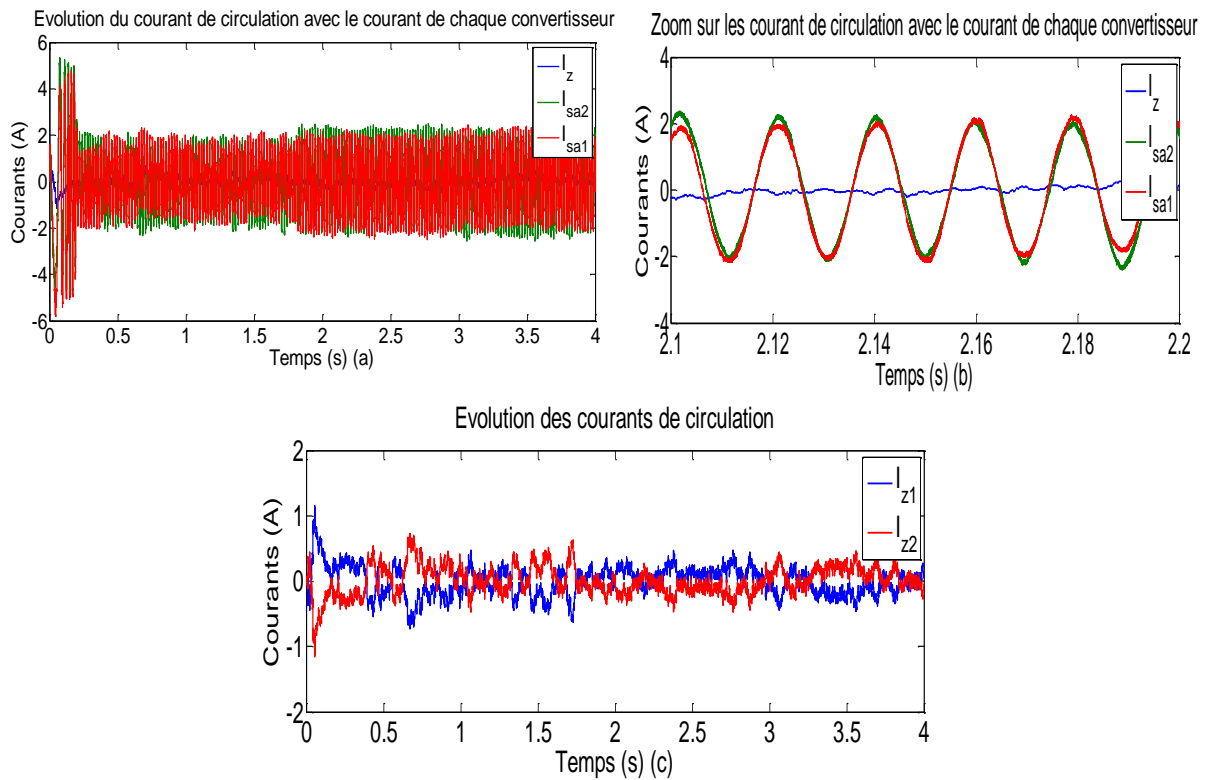 Evolution du courant de circulation avec le courant de chaque convertisseur
6
4
2
0
-2
-4
-6
Courants (A)
I_z
I_sa2
I_sa1
0 0.5 1 1.5 2 2.5 3 3.5 4
Temps (s) (a)
Zoom sur les courant de circulation avec le courant de chaque convertisseur
4
2
0
-2
-4
Courants (A)
I_z
I_sa2
I_sa1
2.1 2.12 2.14 2.16 2.18 2.2
Temps (s) (b)
Evolution des courants de circulation
2
1
0
-1
-2
Courants (A)
I_z1
I_z2
0 0.5 1 1.5 2 2.5 3 3.5 4
Temps (s) (c)